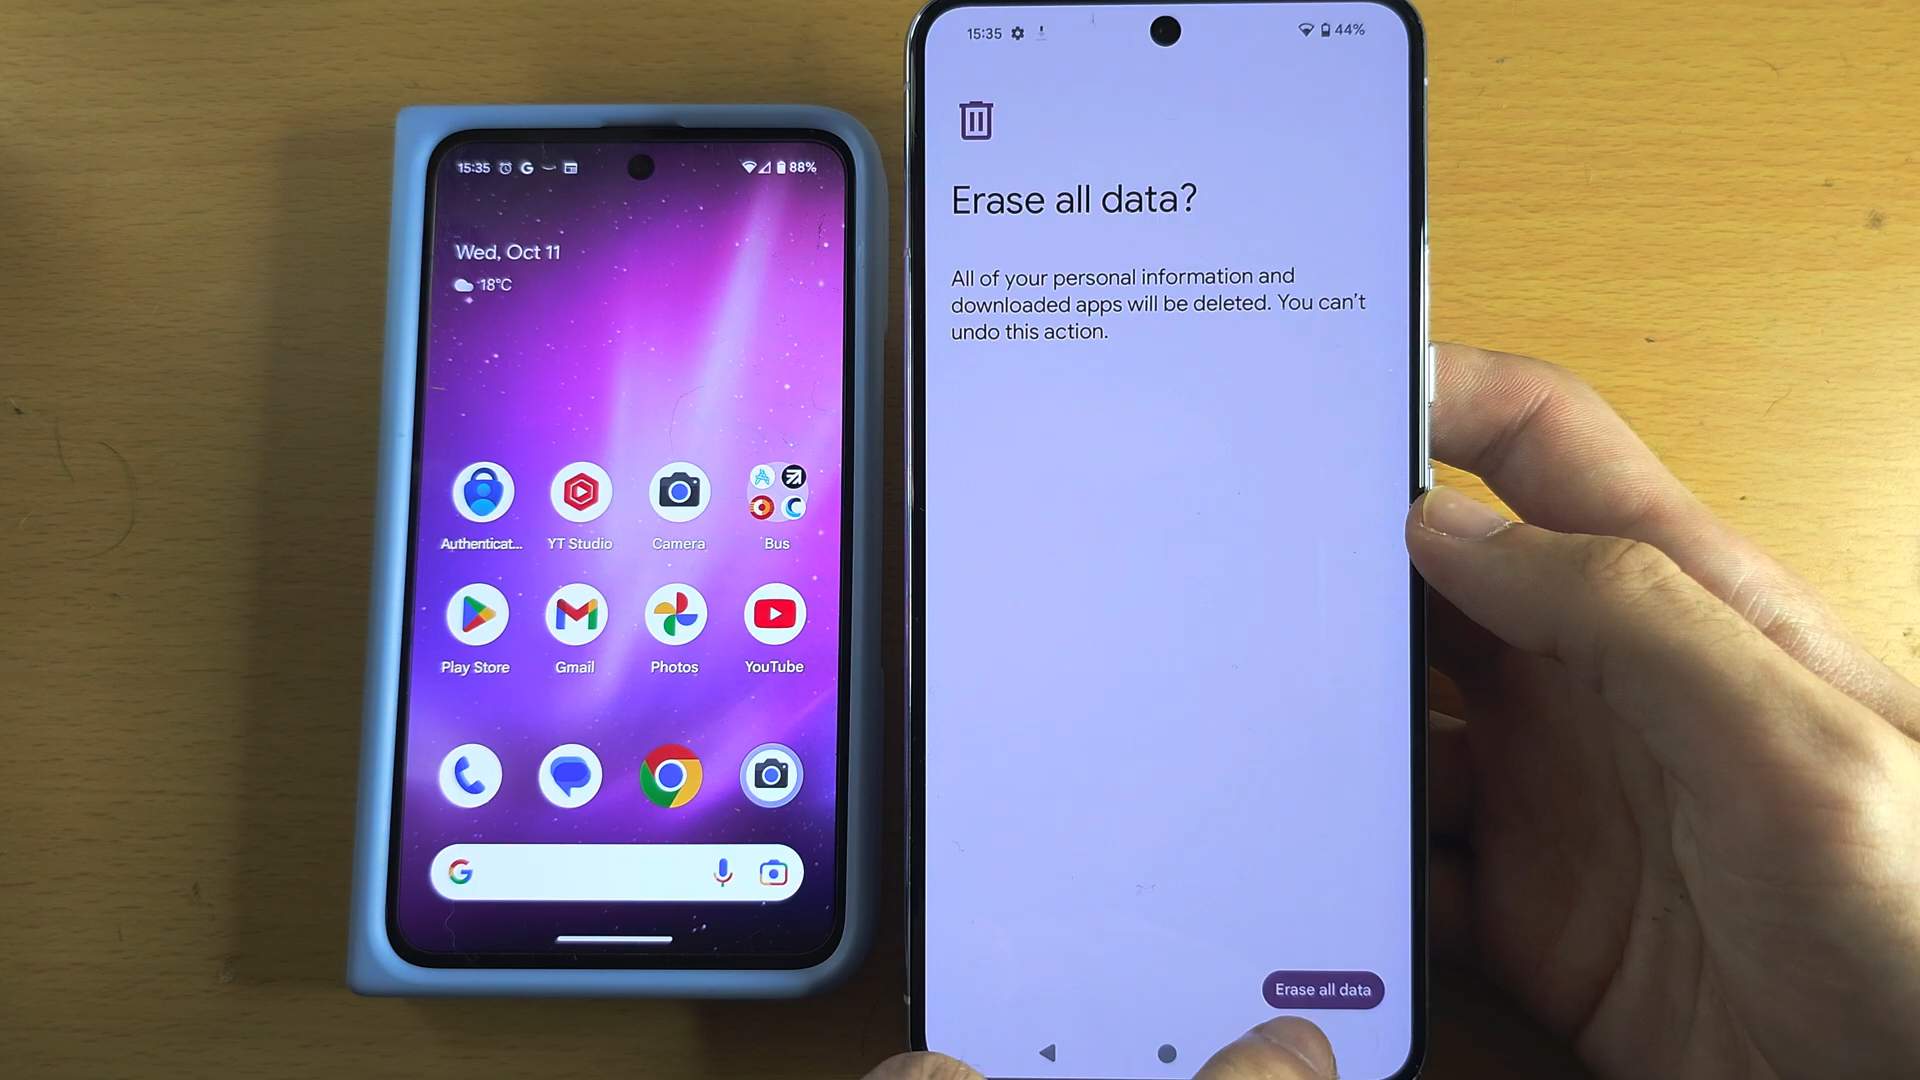 15:35
88%
Wed, Oct 11
18°C
Authenticat...
YT Studio
Camera
Bus
Play Store
Gmail
Photos
YouTube
15:35
44%
Erase all data?
All of your personal information and
downloaded apps will be deleted. You can't
undo this action.
Erase all data